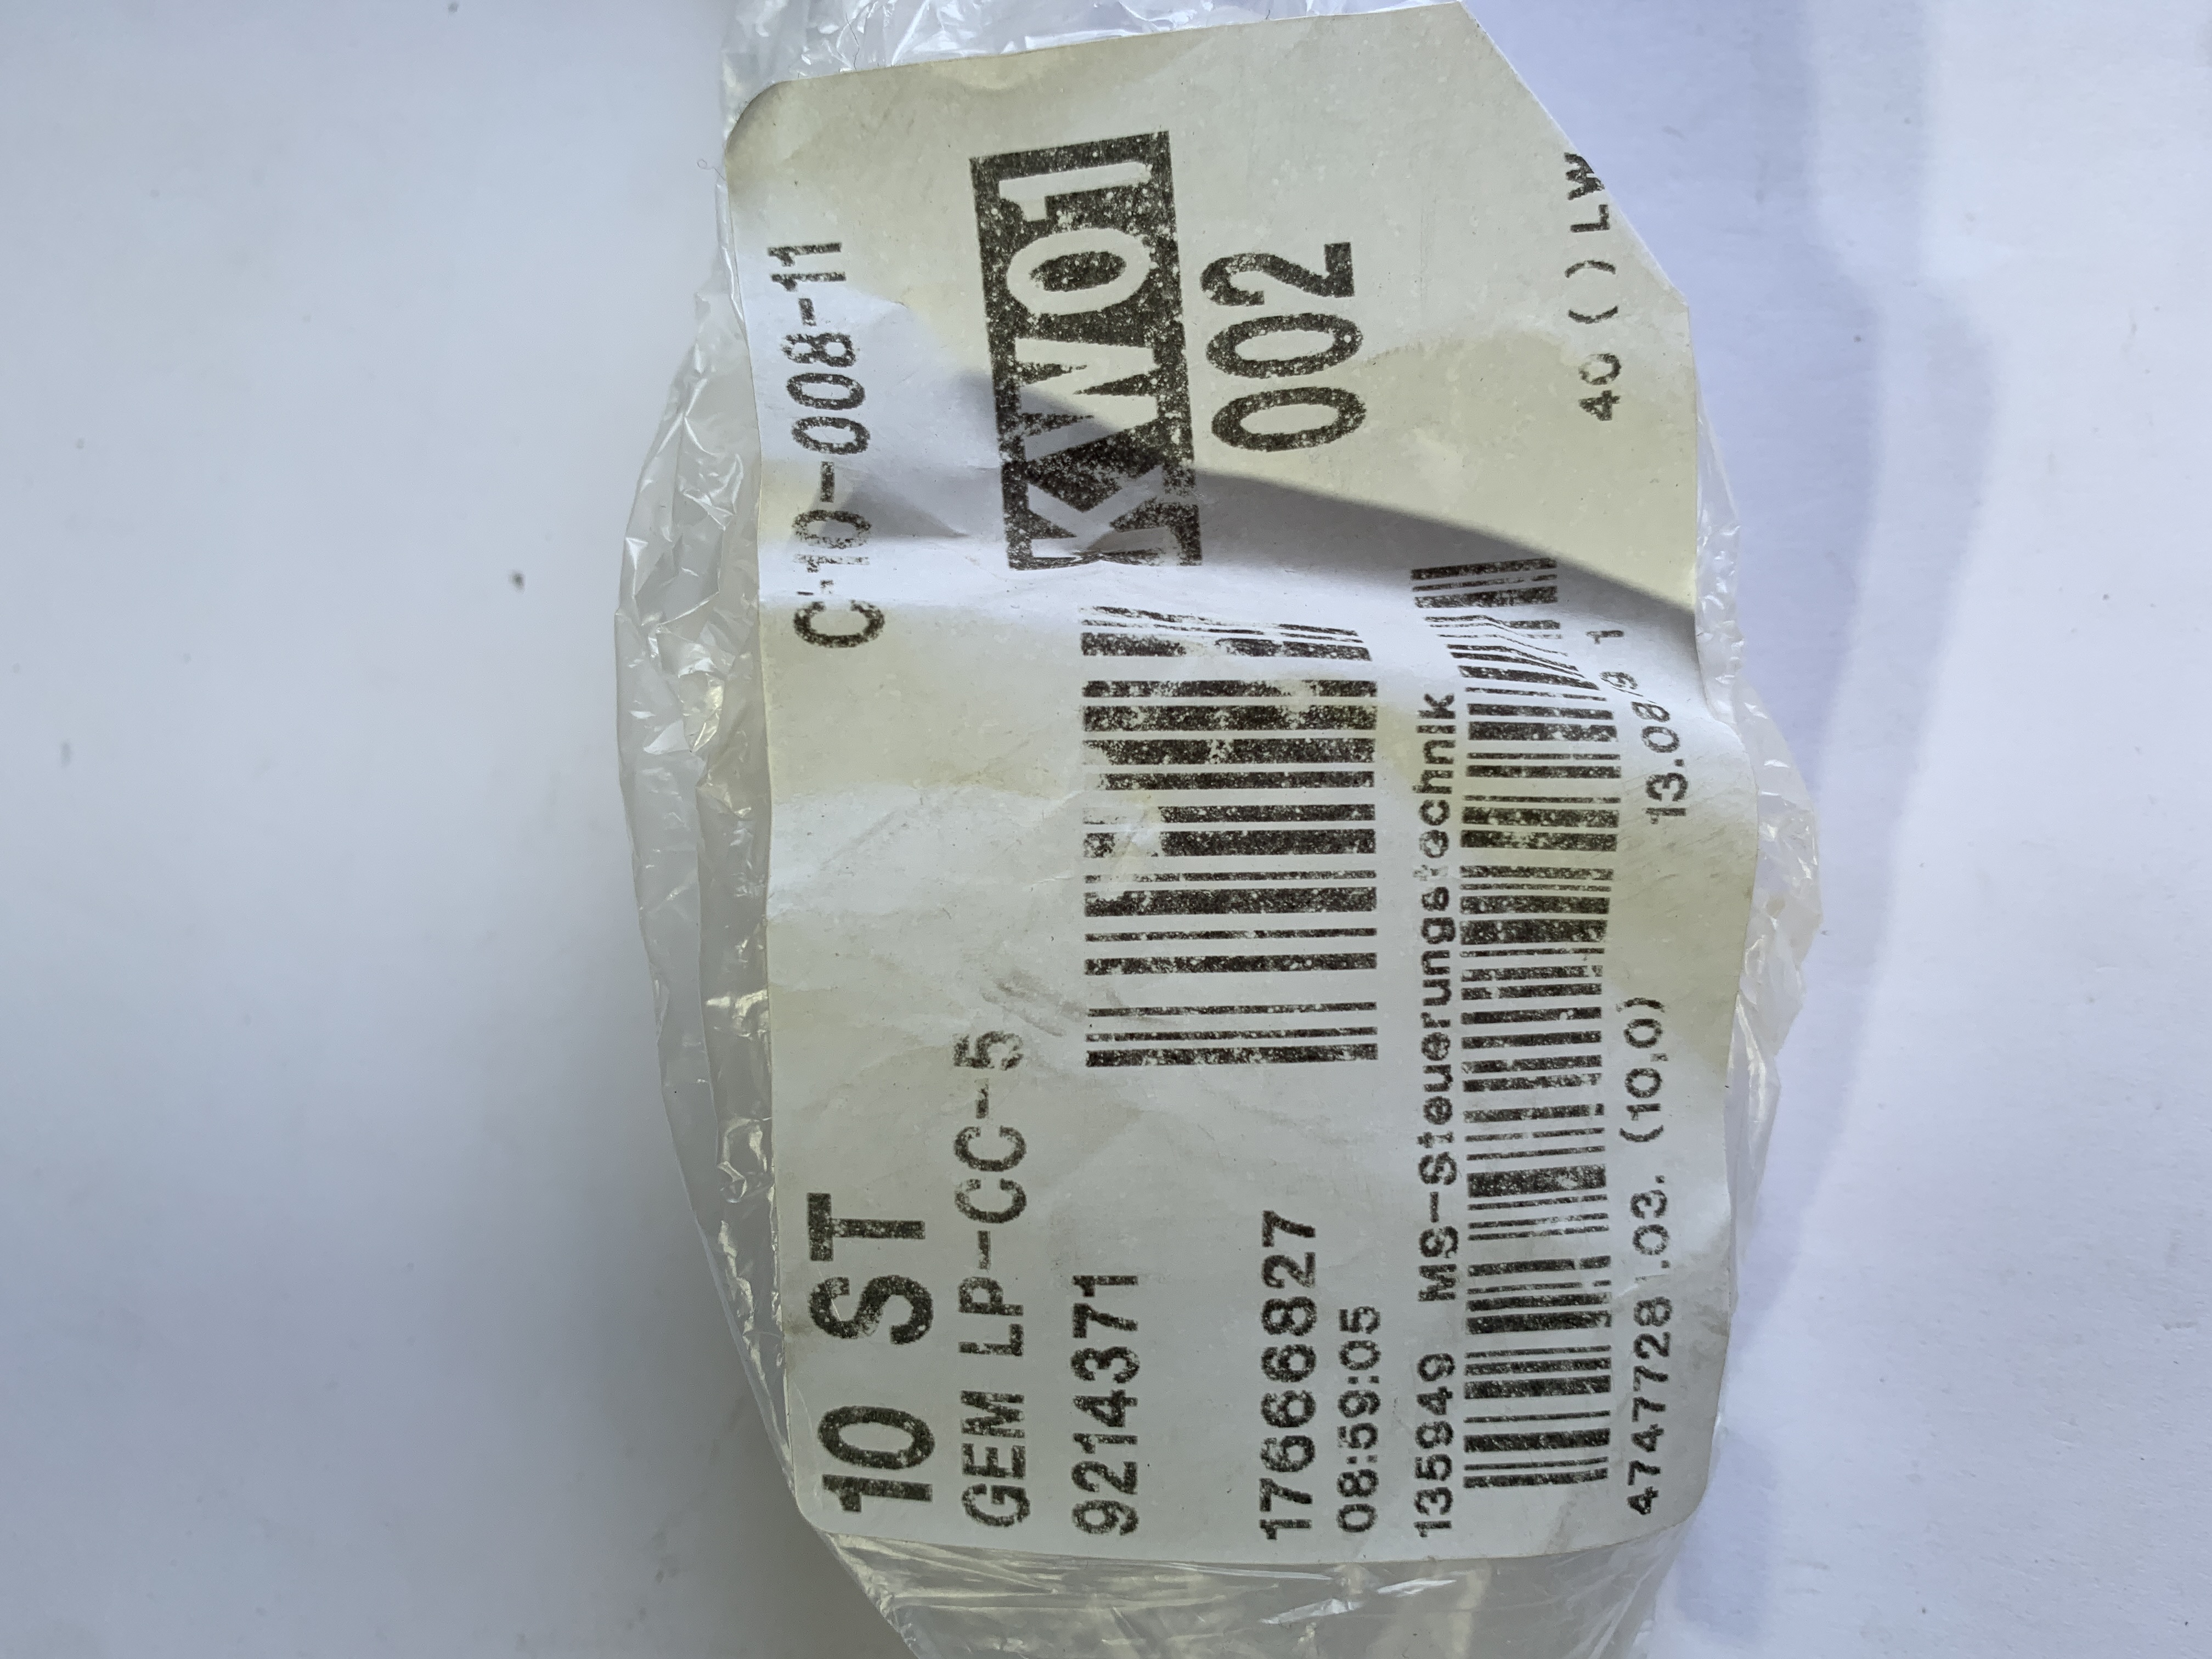 10 ST C-10-008-11
GEM LP-CC-5
9214371
KW01
17666827 002
08:59:05
135949 MS-Steuerungstechnik
4747728 .03. (10,0) 13.08/9 1 40 ( ) LW